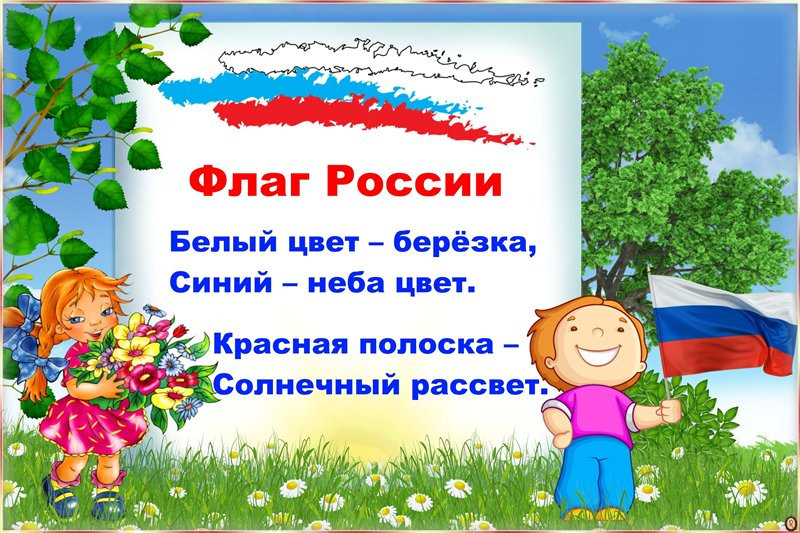 Флаг России
Белый цвет – берёзка,
Синий – неба цвет.
Красная полоска –
Солнечный рассвет.